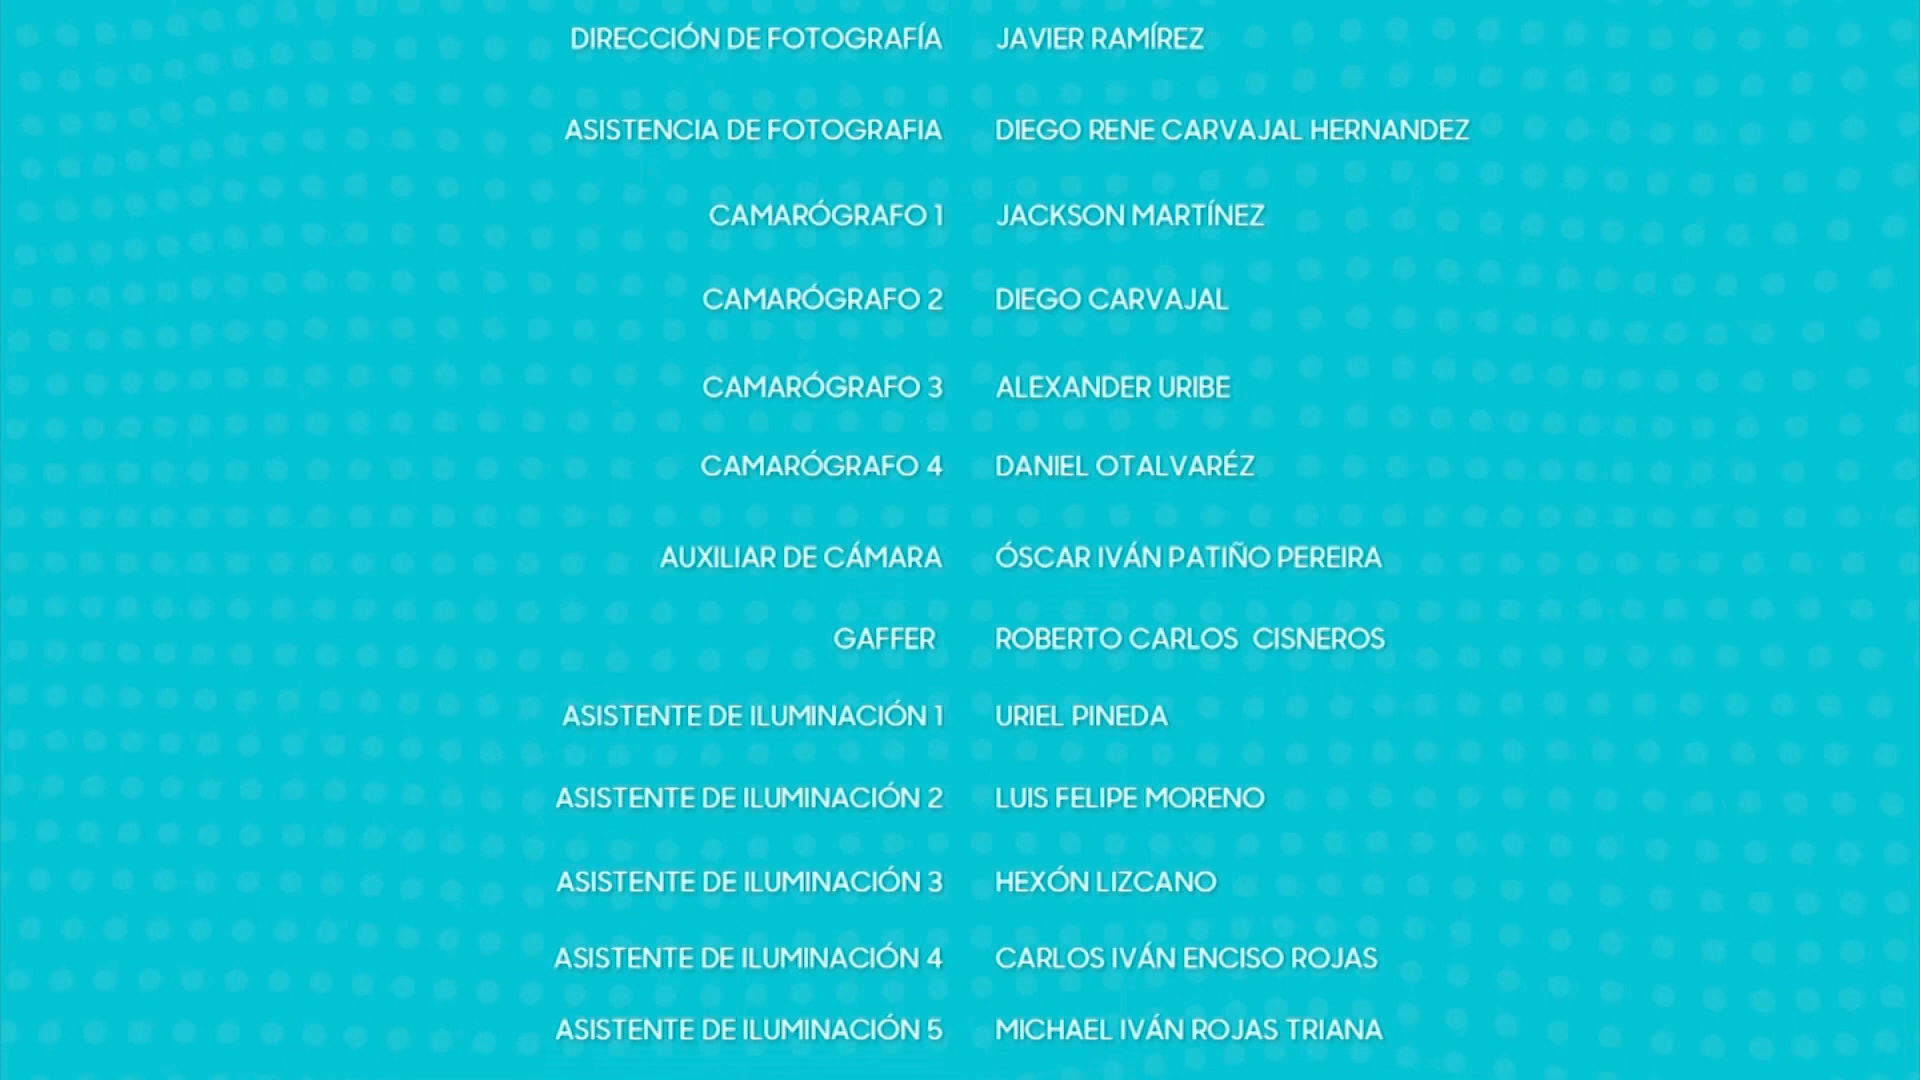 DIRECCIÓN DE FOTOGRAFÍA JAVIER RAMÍREZ
ASISTENCIA DE FOTOGRAFIA DIEGO RENE CARVAJAL HERNANDEZ
CAMARÓGRAFO 1 JACKSON MARTÍNEZ
CAMARÓGRAFO 2 DIEGO CARVAJAL
CAMARÓGRAFO 3 ALEXANDER URIBE
CAMARÓGRAFO 4 DANIEL OTALVARÉZ
AUXILIAR DE CÁMARA ÓSCAR IVÁN PATIÑO PEREIRA
GAFFER ROBERTO CARLOS CISNEROS
ASISTENTE DE ILUMINACIÓN 1 URIEL PINEDA
ASISTENTE DE ILUMINACIÓN 2 LUIS FELIPE MORENO
ASISTENTE DE ILUMINACIÓN 3 HEXÓN LIZCANO
ASISTENTE DE ILUMINACIÓN 4 CARLOS IVÁN ENCISO ROJAS
ASISTENTE DE ILUMINACIÓN 5 MICHAEL IVÁN ROJAS TRIANA